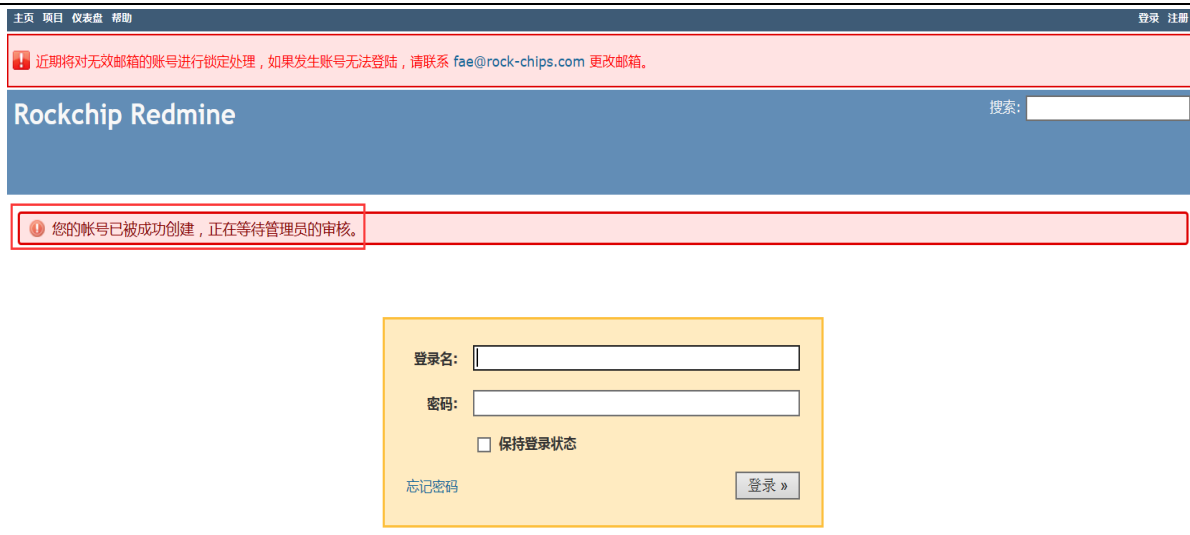 主页 项目 仪表盘 帮助 登录 注册
近期将对无效邮箱的账号进行锁定处理，如果发生账号无法登陆，请联系 fae@rock-chips.com 更改邮箱。
Rockchip Redmine 搜索:
您的帐号已被成功创建，正在等待管理员的审核。
登录名:
密码:
保持登录状态
忘记密码 登录 »